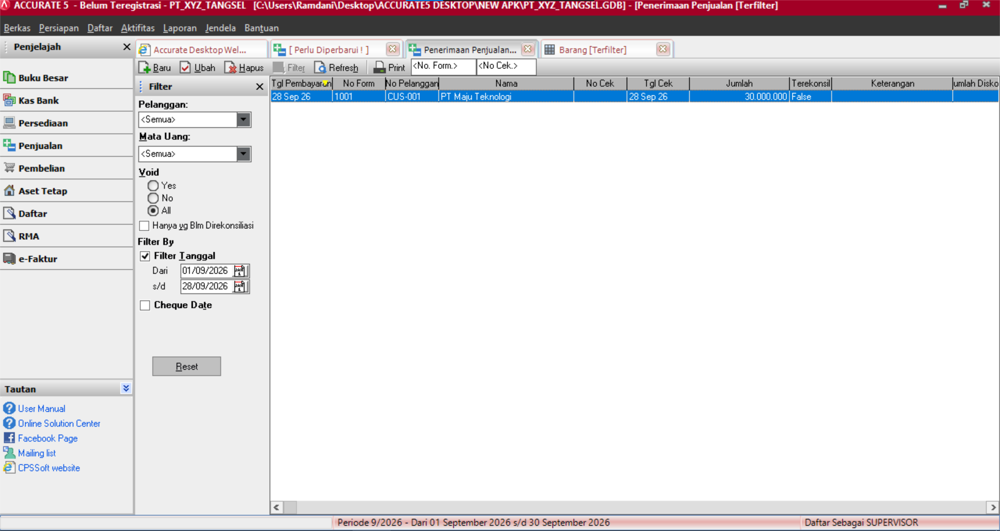 ACCURATE 5 - Belum Teregistrasi - PT_XYZ_TANGSEL [C:\Users\Ramdani\Desktop\ACCURATE5 DESKTOP\NEW APK\PT_XYZ_TANGSEL.GDB] - [Penerimaan Penjualan [Terfilter]
Berkas Persiapan Daftar Aktifitas Laporan Jendela Bantuan
Penjelajah
Accurate Desktop Wel...
[ Perlu Diperbarui ! ]
Penerimaan Penjualan...
Barang [Terfilter]
Baru Ubah Hapus Filter Refresh Print <No. Form.> <No Cek.>
Buku Besar
Kas Bank
Persediaan
Penjualan
Pembelian
Aset Tetap
Daftar
RMA
e-Faktur
Tautan
User Manual
Online Solution Center
Facebook Page
Mailing list
CPSSoft website
Filter
Pelanggan:
<Semua>
Mata Uang:
<Semua>
Void
Yes
No
All
Hanya yg Blm Direkonsiliasi
Filter By
Filter Tanggal
Dari 01/09/2026
s/d 28/09/2026
Cheque Date
Reset
Tgl Pembayaran No Form No Pelanggan Nama No Cek Tgl Cek Jumlah Terekonsil Keterangan umlah Disko
28 Sep 26 1001 CUS-001 PT Maju Teknologi 28 Sep 26 30.000.000 False
Periode 9/2026 - Dari 01 September 2026 s/d 30 September 2026
Daftar Sebagai SUPERVISOR